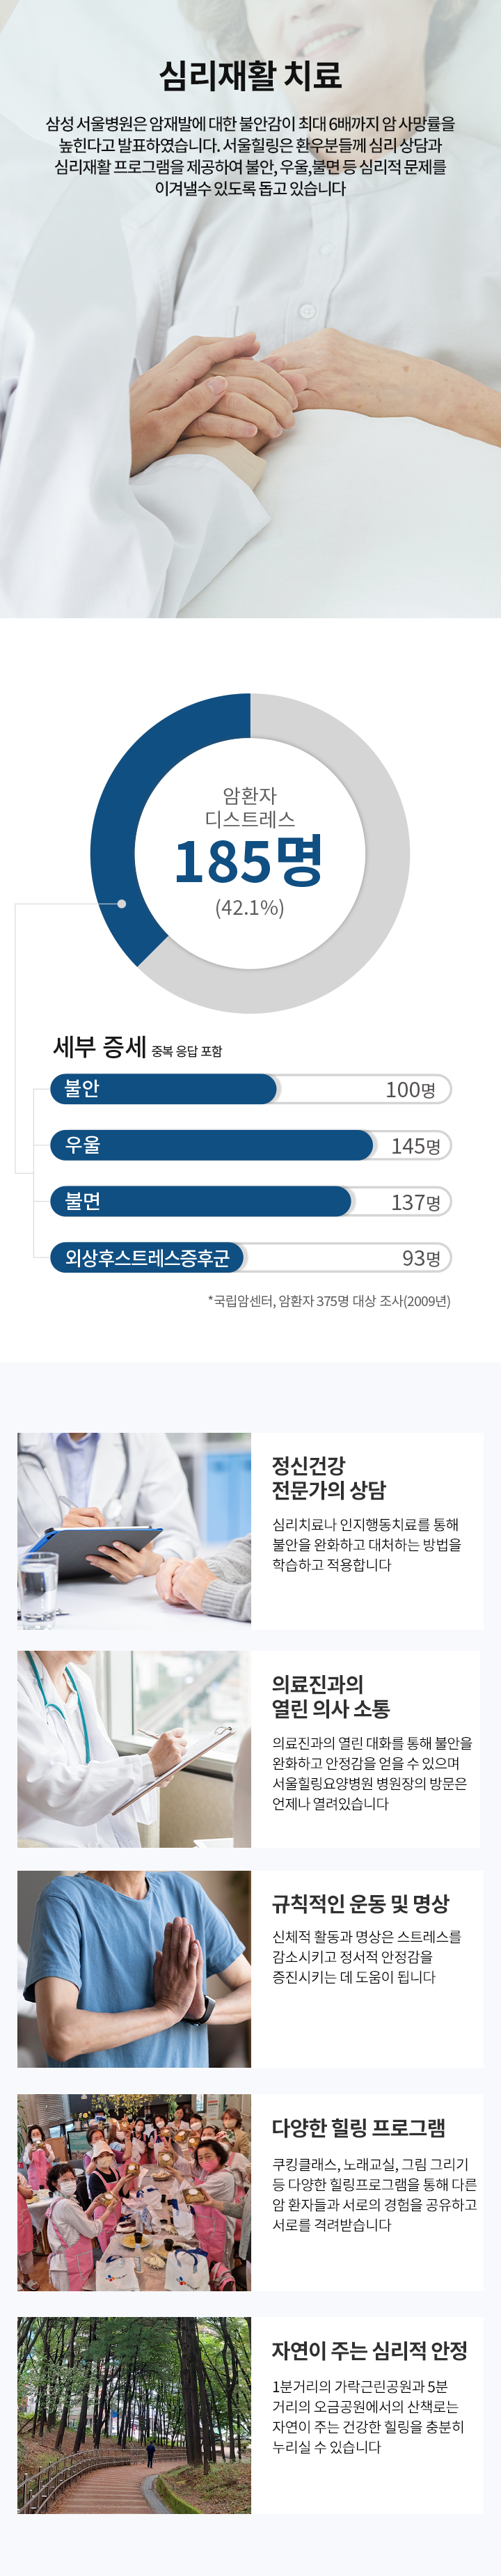 심리재활 치료
삼성 서울병원은 암재발에 대한 불안감이 최대 6배까지 암 사망률을
높힌다고 발표하였습니다. 서울힐링은 환우분들께 심리 상담과
심리재활 프로그램을 제공하여 불안, 우울,불면 등 심리적 문제를
이겨낼수 있도록 돕고 있습니다
암환자
디스트레스
185명
(42.1%)
세부 증세 중복 응답 포함
불안 100명
우울 145명
불면 137명
외상후스트레스증후군 93명
*국립암센터, 암환자 375명 대상 조사(2009년)
정신건강
전문가의 상담
심리치료나 인지행동치료를 통해
불안을 완화하고 대처하는 방법을
학습하고 적용합니다
의료진과의
열린 의사 소통
의료진과의 열린 대화를 통해 불안을
완화하고 안정감을 얻을 수 있으며
서울힐링요양병원 병원장의 방문은
언제나 열려있습니다
규칙적인 운동 및 명상
신체적 활동과 명상은 스트레스를
감소시키고 정서적 안정감을
증진시키는 데 도움이 됩니다
다양한 힐링 프로그램
쿠킹클래스, 노래교실, 그림 그리기
등 다양한 힐링프로그램을 통해 다른
암 환자들과 서로의 경험을 공유하고
서로를 격려받습니다
자연이 주는 심리적 안정
1분거리의 가락근린공원과 5분
거리의 오금공원에서의 산책로는
자연이 주는 건강한 힐링을 충분히
누리실 수 있습니다